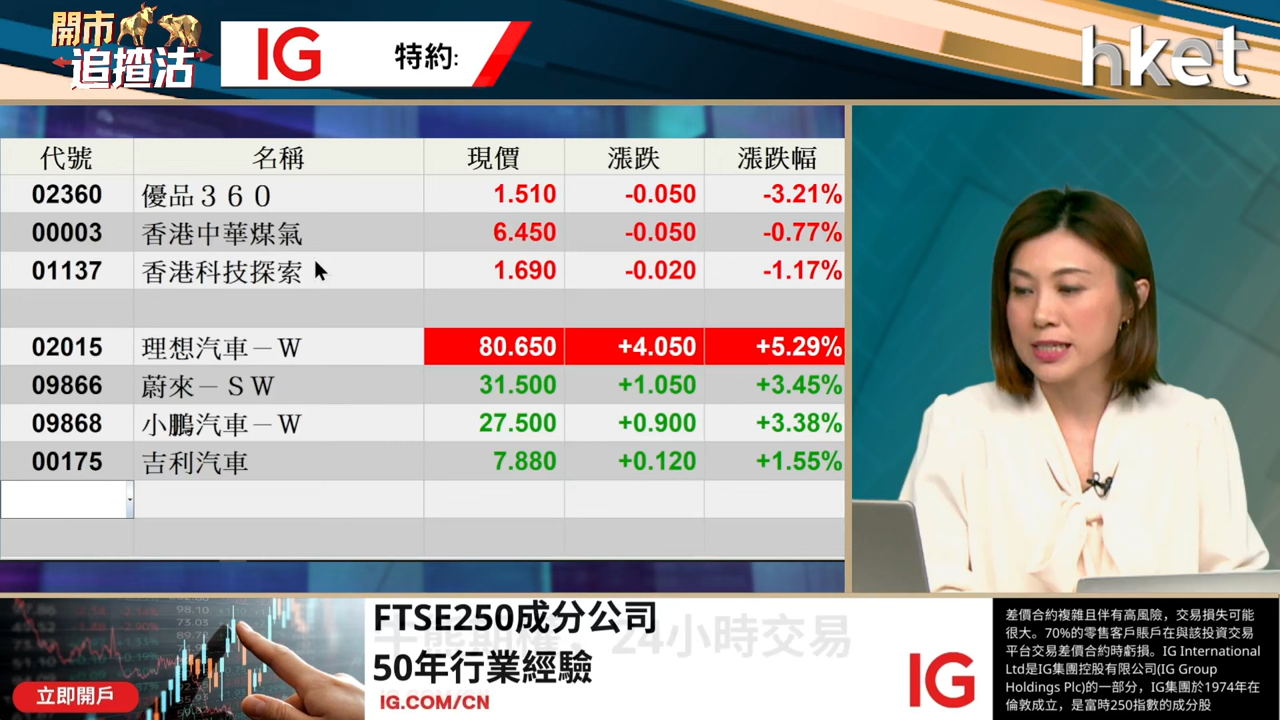 開市
追揸沽
IG
特約:
hket
代號 名稱 現價 漲跌 漲跌幅
02360 優品３６０ 1.510 -0.050 -3.21%
00003 香港中華煤氣 6.450 -0.050 -0.77%
01137 香港科技探索 1.690 -0.020 -1.17%
02015 理想汽車－Ｗ 80.650 +4.050 +5.29%
09866 蔚來－ＳＷ 31.500 +1.050 +3.45%
09868 小鵬汽車－Ｗ 27.500 +0.900 +3.38%
00175 吉利汽車 7.880 +0.120 +1.55%
立即開戶
FTSE250成分公司
24小時交易
50年行業經驗
IG.COM/CN
IG
差價合約複雜且伴有高風險，交易損失可能
很大。70%的零售客戶賬戶在與該投資交易
平台交易差價合約時虧損。IG International
Ltd是IG集團控股有限公司(IG Group
Holdings Plc)的一部分，IG集團於1974年在
倫敦成立，是富時250指數的成分股